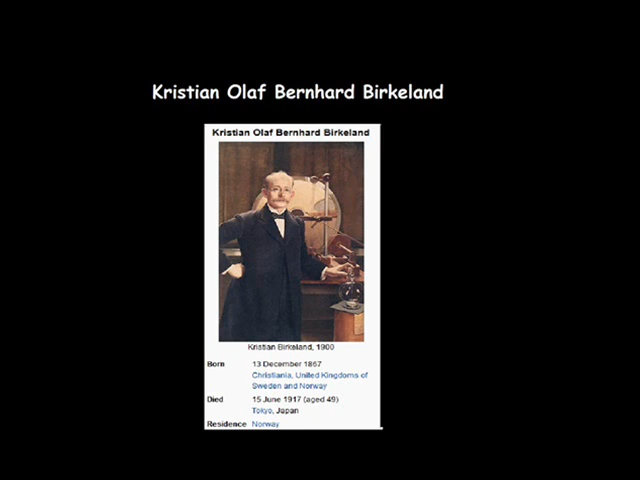 Kristian Olaf Bernhard Birkeland
Kristian Olaf Bernhard Birkeland
Kristian Birkeland, 1900
Born 13 December 1867
Christiania, United Kingdoms of
Sweden and Norway
Died 15 June 1917 (aged 49)
Tokyo, Japan
Residence Norway